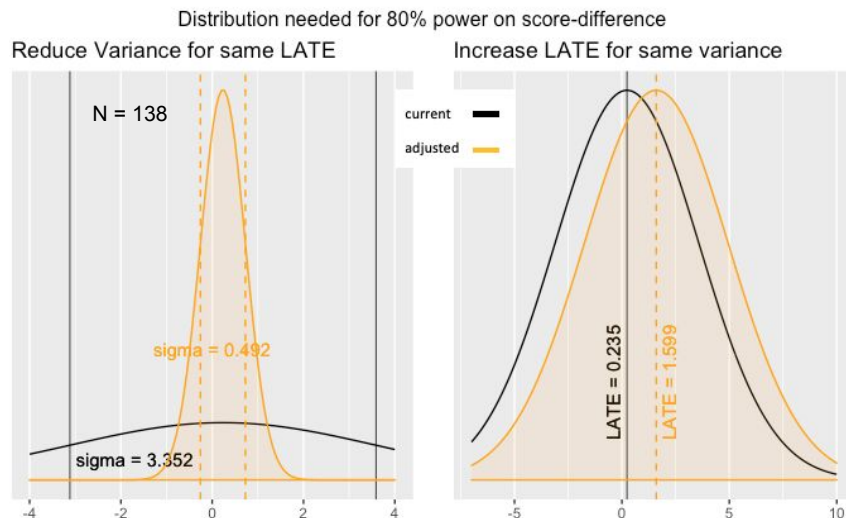 Distribution needed for 80% power on score-difference
Reduce Variance for same LATE
N = 138
sigma = 0.492
sigma = 3.352
-4 -2 0 2 4
current
adjusted
Increase LATE for same variance
LATE = 0.235
LATE = 1.599
-5 0 5 10